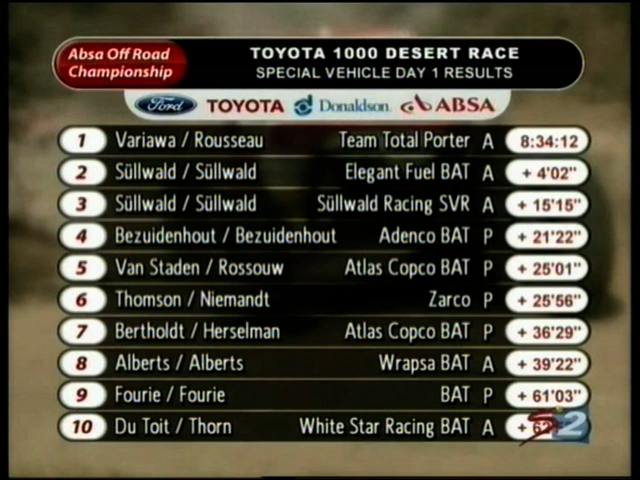 Absa Off Road
Championship
TOYOTA 1000 DESERT RACE
SPECIAL VEHICLE DAY 1 RESULTS
Ford TOYOTA Donaldson ABSA
1 Variawa / Rousseau Team Total Porter A 8:34:12
2 Süllwald / Süllwald Elegant Fuel BAT A + 4'02"
3 Süllwald / Süllwald Süllwald Racing SVR A + 15'15"
4 Bezuidenhout / Bezuidenhout Adenco BAT P + 21'22"
5 Van Staden / Rossouw Atlas Copco BAT P + 25'01"
6 Thomson / Niemandt Zarco P + 25'56"
7 Bertholdt / Herselman Atlas Copco BAT P + 36'29"
8 Alberts / Alberts Wrapsa BAT A + 39'22"
9 Fourie / Fourie BAT P + 61'03"
10 Du Toit / Thorn White Star Racing BAT A